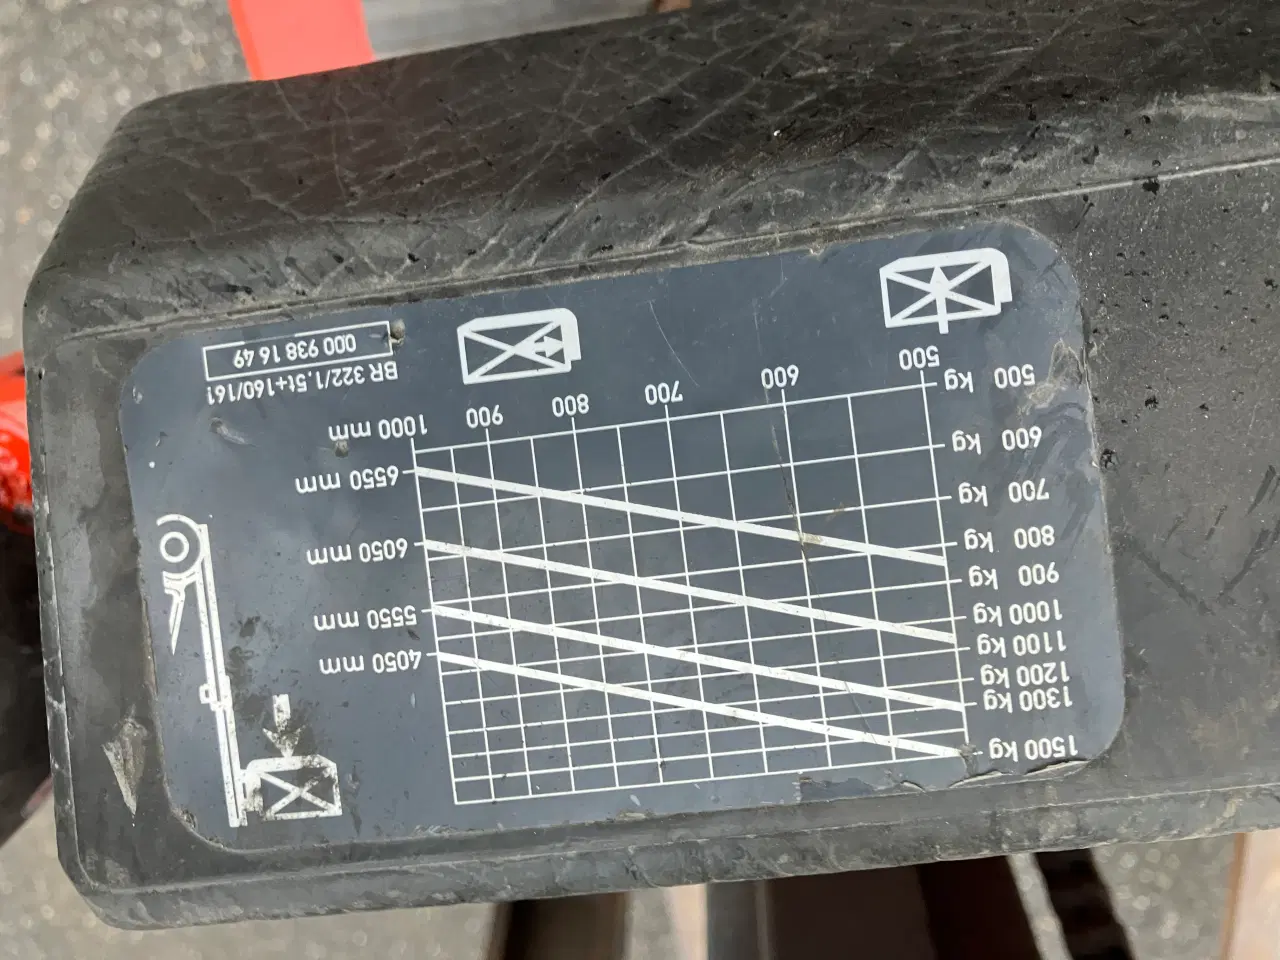 1500 kg
1300 kg
1200 kg
1100 kg
1000 kg
900 kg
800 kg
700 kg
600 kg
500 kg
4050 mm
5550 mm
6050 mm
6550 mm
500
600
700
800
900
1000 mm
BR 322/1,5t+160/161
000 938 16 49